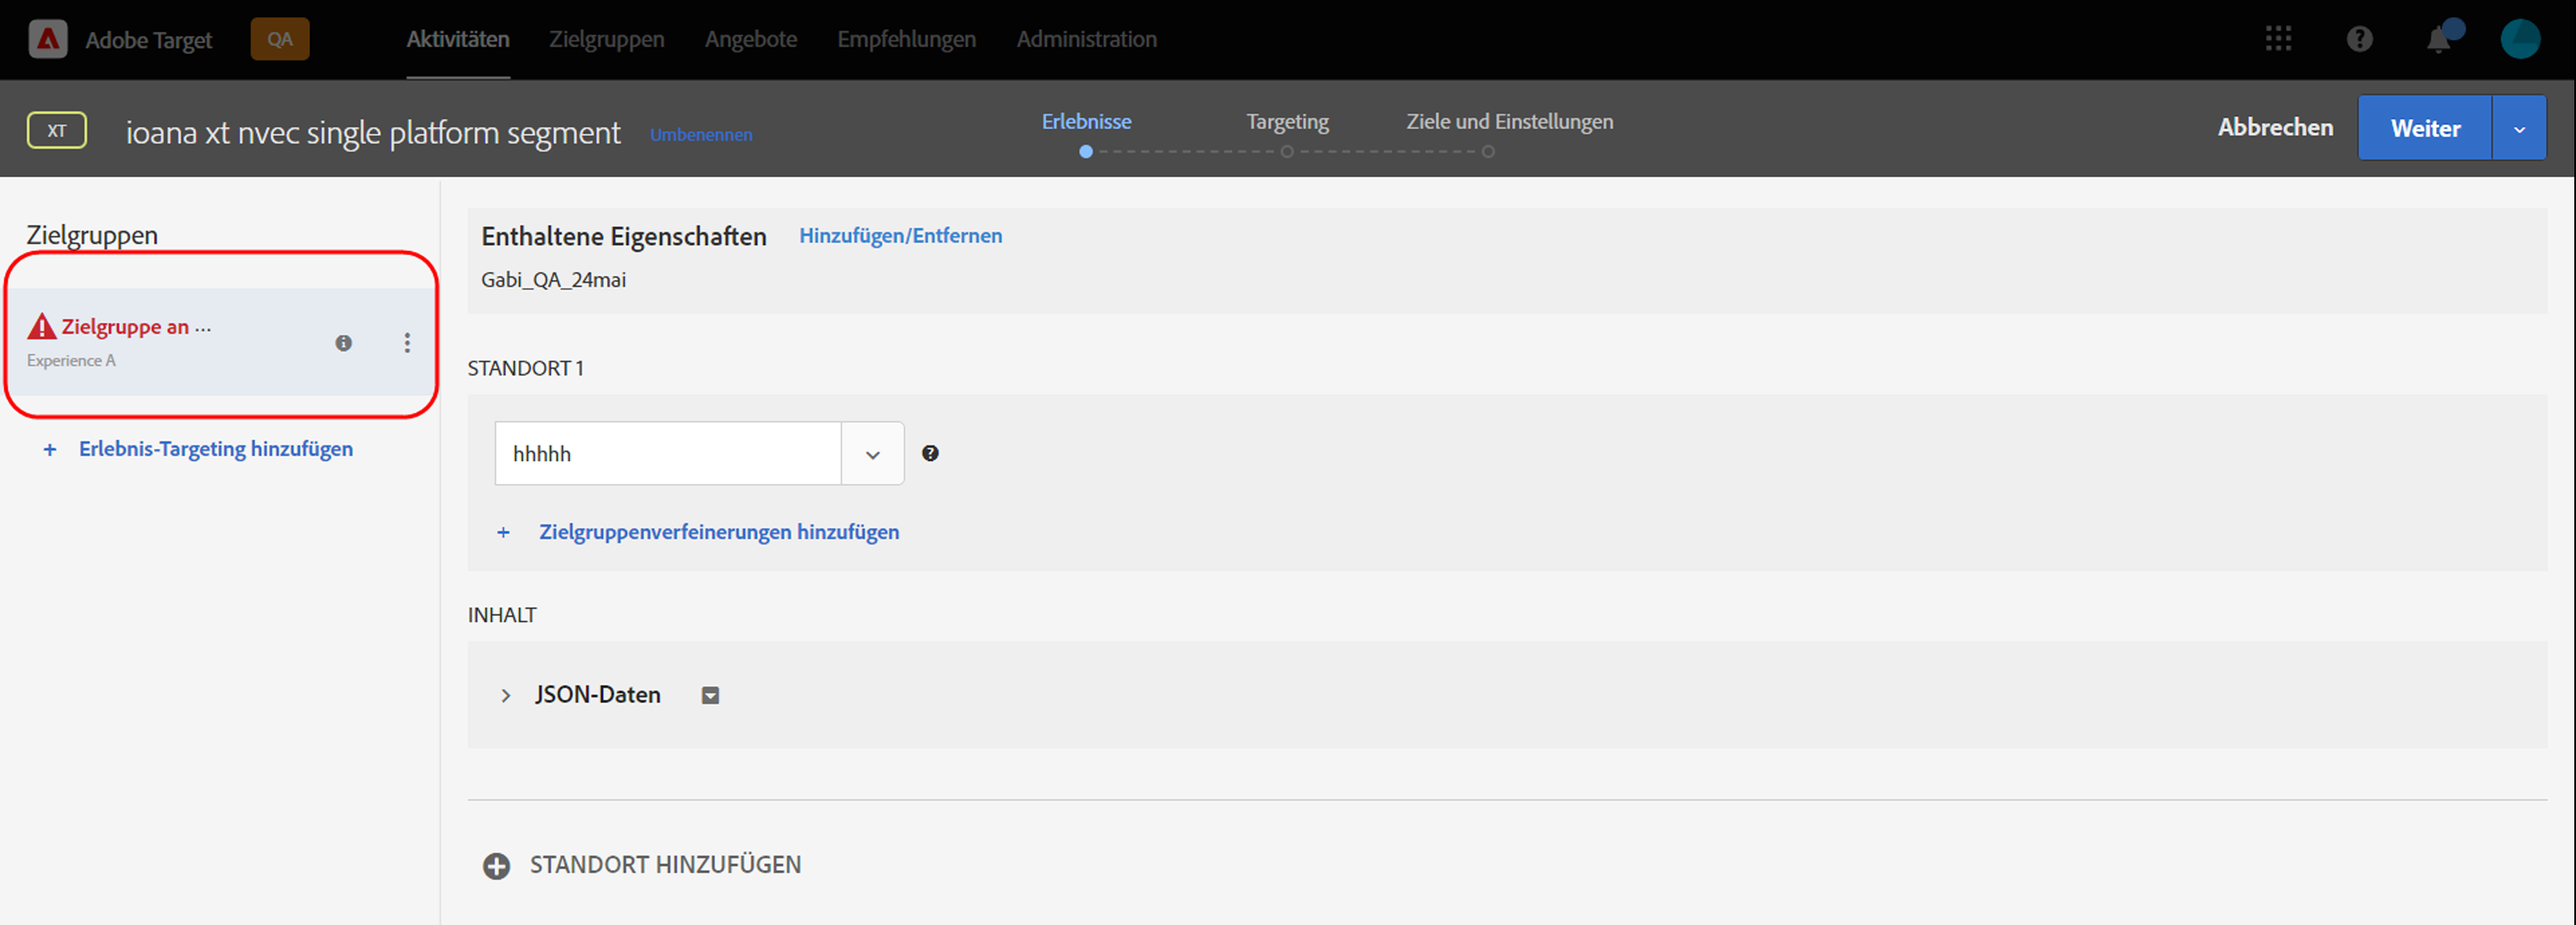 Adobe Target QA Aktivitäten Zielgruppen Angebote Empfehlungen Administration
XT ioana xt nvec single platform segment Umbenennen
Erlebnisse Targeting Ziele und Einstellungen
Abbrechen Weiter
Zielgruppen
Zielgruppe an ...
Experience A
+ Erlebnis-Targeting hinzufügen
Enthaltene Eigenschaften Hinzufügen/Entfernen
Gabi_QA_24mai
STANDORT 1
hhhhh
+ Zielgruppenverfeinerungen hinzufügen
INHALT
JSON-Daten
STANDORT HINZUFÜGEN